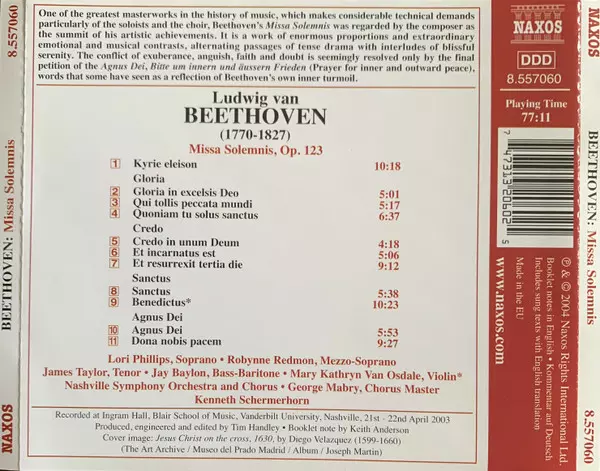 8.557060
BEETHOVEN: Missa Solemnis
NAXOS
One of the greatest masterworks in the history of music, which makes considerable technical demands
particularly of the soloists and the choir, Beethoven's Missa Solemnis was regarded by the composer as
the summit of his artistic achievements. It is a work of enormous proportions and extraordinary
emotional and musical contrasts, alternating passages of tense drama with interludes of blissful
serenity. The conflict of exuberance, anguish, faith and doubt is seemingly resolved only by the final
petition of the Agnus Dei, Bitte um innern und äussern Frieden (Prayer for inner and outward peace),
words that some have seen as a reflection of Beethoven's own inner turmoil.
Ludwig van
BEETHOVEN
(1770-1827)
Missa Solemnis, Op. 123
1 Kyrie eleison 10:18
Gloria
2 Gloria in excelsis Deo 5:01
3 Qui tollis peccata mundi 5:17
4 Quoniam tu solus sanctus 6:37
Credo
5 Credo in unum Deum 4:18
6 Et incarnatus est 5:06
7 Et resurrexit tertia die 9:12
Sanctus
8 Sanctus 5:38
9 Benedictus* 10:23
Agnus Dei
10 Agnus Dei 5:53
11 Dona nobis pacem 9:27
Lori Phillips, Soprano • Robynne Redmon, Mezzo-Soprano
James Taylor, Tenor • Jay Baylon, Bass-Baritone • Mary Kathryn Van Osdale, Violin*
Nashville Symphony Orchestra and Chorus • George Mabry, Chorus Master
Kenneth Schermerhorn
Recorded at Ingram Hall, Blair School of Music, Vanderbilt University, Nashville, 21st - 22nd April 2003
Produced, engineered and edited by Tim Handley • Booklet note by Keith Anderson
Cover image: Jesus Christ on the cross, 1630, by Diego Velazquez (1599-1660)
(The Art Archive / Museo del Prado Madrid / Album / Joseph Martin)
NAXOS
DDD
8.557060
Playing Time
77:11
7 47313 20602 5
www.naxos.com
Made in the EU
Includes sung texts with English translation
Booklet notes in English • Kommentar auf Deutsch
℗ & © 2004 Naxos Rights International Ltd.
NAXOS
BEETHOVEN: Missa Solemnis
8.557060